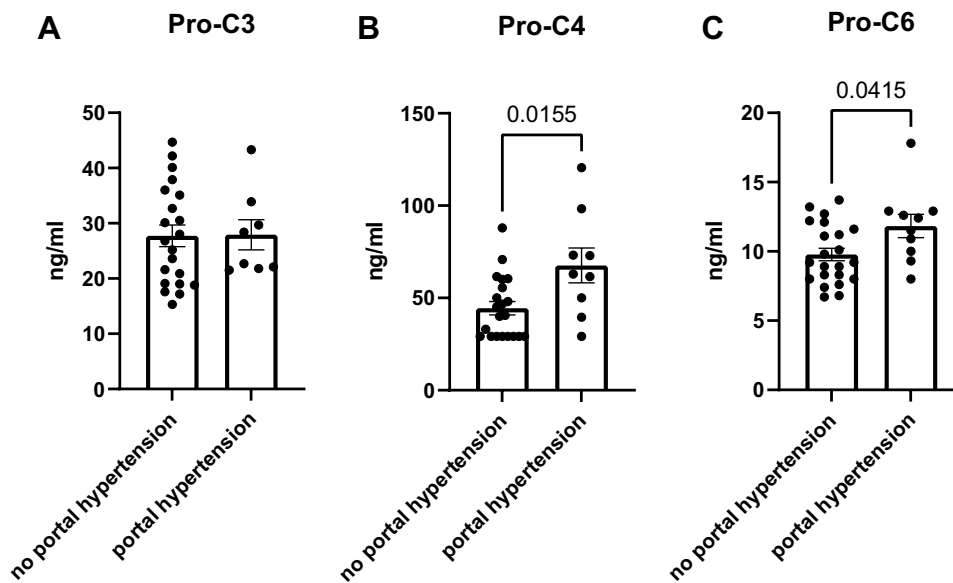 A
Pro-C3
ng/ml
50
40
30
20
10
0
no portal hypertension
portal hypertension
B
Pro-C4
0.0155
ng/ml
150
100
50
0
no portal hypertension
portal hypertension
C
Pro-C6
0.0415
ng/ml
20
15
10
5
0
no portal hypertension
portal hypertension